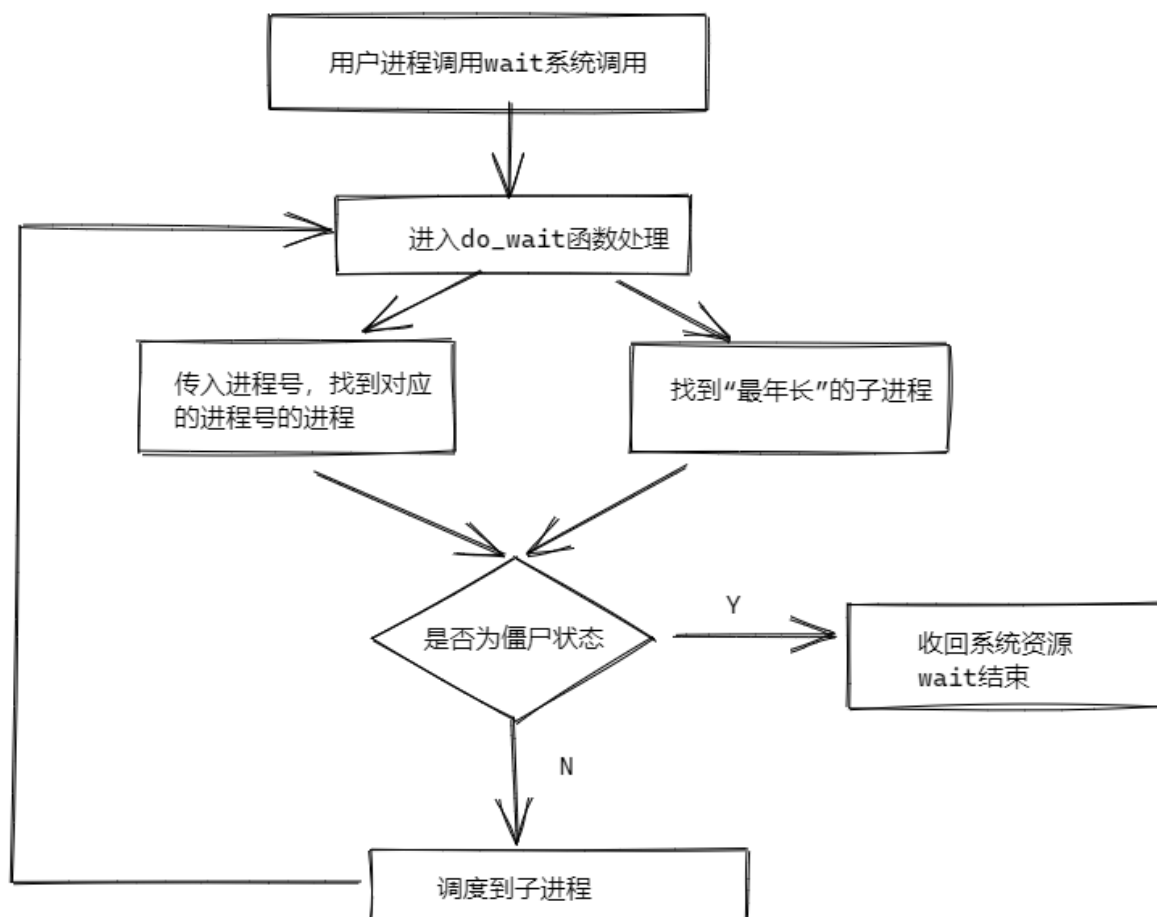 用户进程调用wait系统调用
进入do_wait函数处理
传入进程号，找到对应
的进程号的进程
找到“最年长”的子进程
是否为僵尸状态
Y
收回系统资源
wait结束
N
调度到子进程